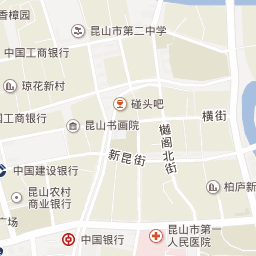 香樟园
昆山市第二中学
中国工商银行
琼花新村
碰头吧
横街
中国工商银行
昆山书画院
樾阁北街
新昆街
中国建设银行
昆山农村
商业银行
柏庐新
广场
昆山市第一
人民医院
中国银行